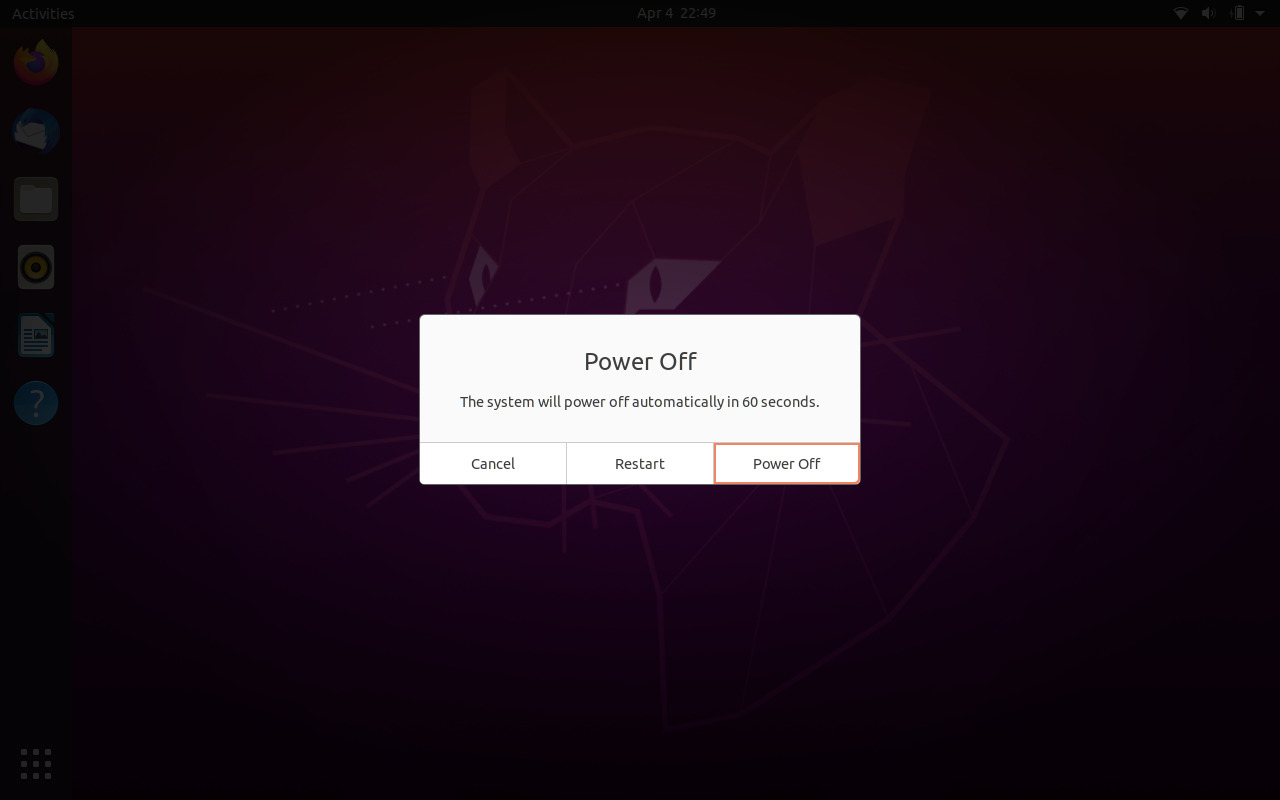 Activities
Apr 4 22:49
Power Off
The system will power off automatically in 60 seconds.
Cancel
Restart
Power Off